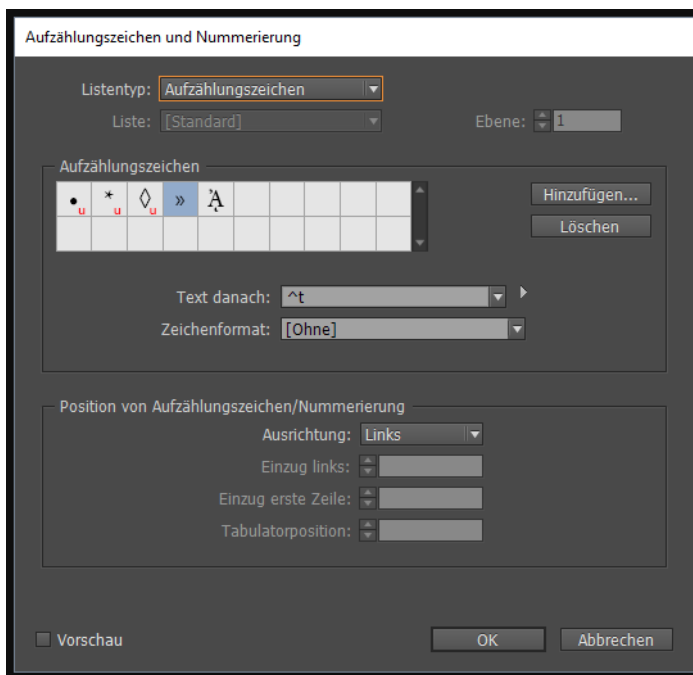 Aufzählungszeichen und Nummerierung
Listentyp: Aufzählungszeichen
Liste: [Standard] Ebene: 1
Aufzählungszeichen
•u *u ◊u » ᾌ
Hinzufügen...
Löschen
Text danach: ^t
Zeichenformat: [Ohne]
Position von Aufzählungszeichen/Nummerierung
Ausrichtung: Links
Einzug links:
Einzug erste Zeile:
Tabulatorposition:
Vorschau OK Abbrechen